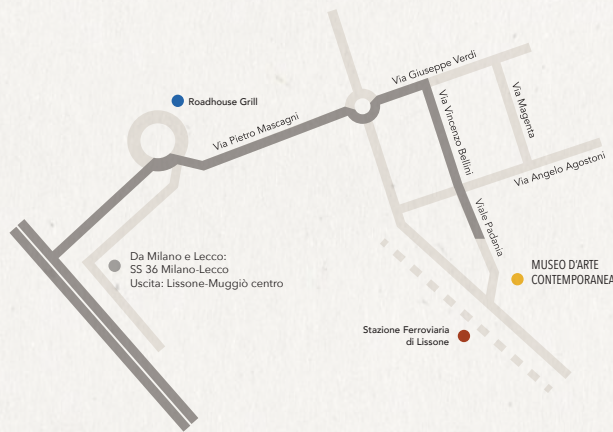 Via Giuseppe Verdi
Roadhouse Grill
Via Pietro Mascagni
Via Vincenzo Bellini
Via Magenta
Via Angelo Agostoni
Viale Padania
Da Milano e Lecco:
SS 36 Milano-Lecco
Uscita: Lissone-Muggiò centro
MUSEO D'ARTE
CONTEMPORANEA
Stazione Ferroviaria
di Lissone